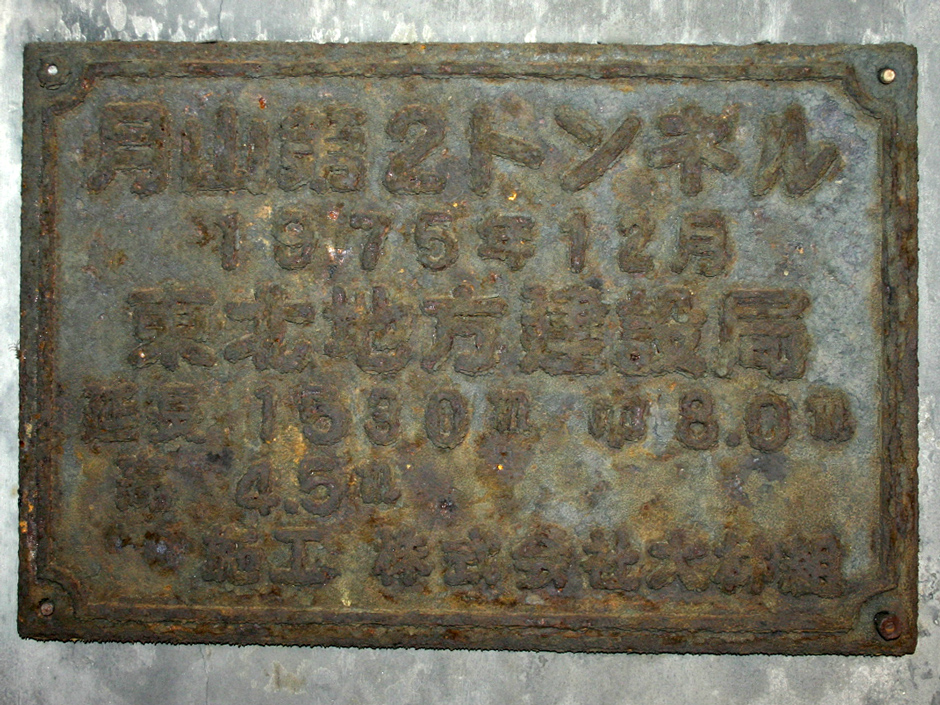 月山第2トンネル
1975年12月
東北地方建設局
延長 1530m 巾8.0m
高 4.5m
施工 株式会社大林組